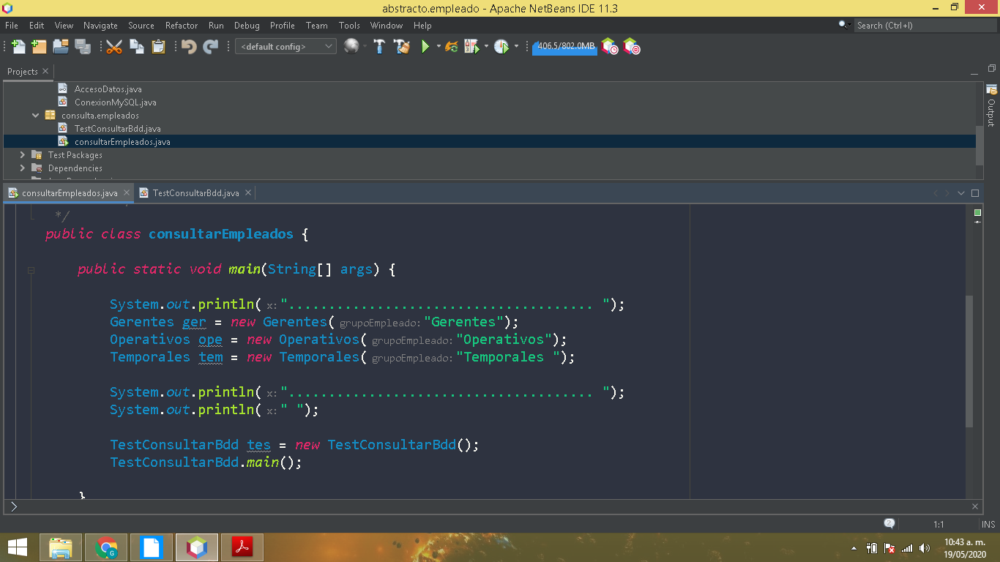 abstracto.empleado - Apache NetBeans IDE 11.3
File Edit View Navigate Source Refactor Run Debug Profile Team Tools Window Help
Search (Ctrl+I)
<default config>
406.5/802.0MB
Projects
AccesoDatos.java
ConexionMySQL.java
consulta.empleados
TestConsultarBdd.java
consultarEmpleados.java
Test Packages
Dependencies
Output
consultarEmpleados.java TestConsultarBdd.java
*/
public class consultarEmpleados {
public static void main(String[] args) {
System.out.println( x: "...................................... ");
Gerentes ger = new Gerentes( grupoEmpleado: "Gerentes");
Operativos ope = new Operativos( grupoEmpleado: "Operativos");
Temporales tem = new Temporales( grupoEmpleado: "Temporales ");
System.out.println( x: "...................................... ");
System.out.println( x: " ");
TestConsultarBdd tes = new TestConsultarBdd();
TestConsultarBdd.main();
}
1:1 INS
10:43 a. m.
19/05/2020